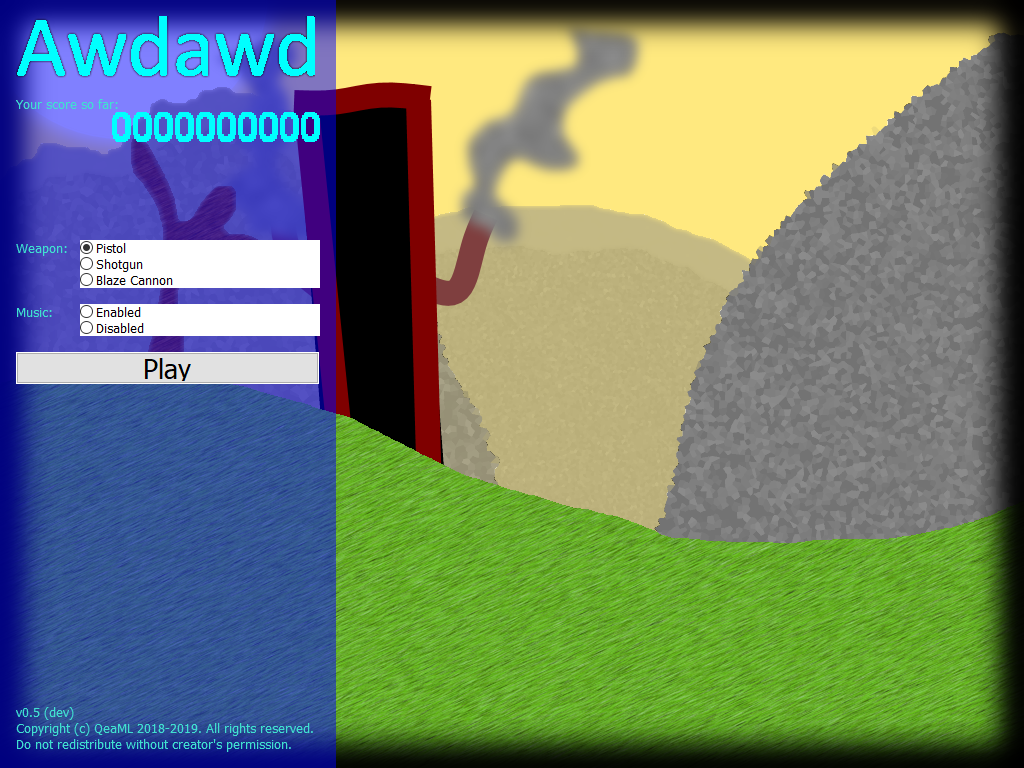 Awdawd
Your score so far:
0000000000
Weapon: Pistol
Shotgun
Blaze Cannon
Music: Enabled
Disabled
Play
v0.5 (dev)
Copyright (c) QeaML 2018-2019. All rights reserved.
Do not redistribute without creator's permission.